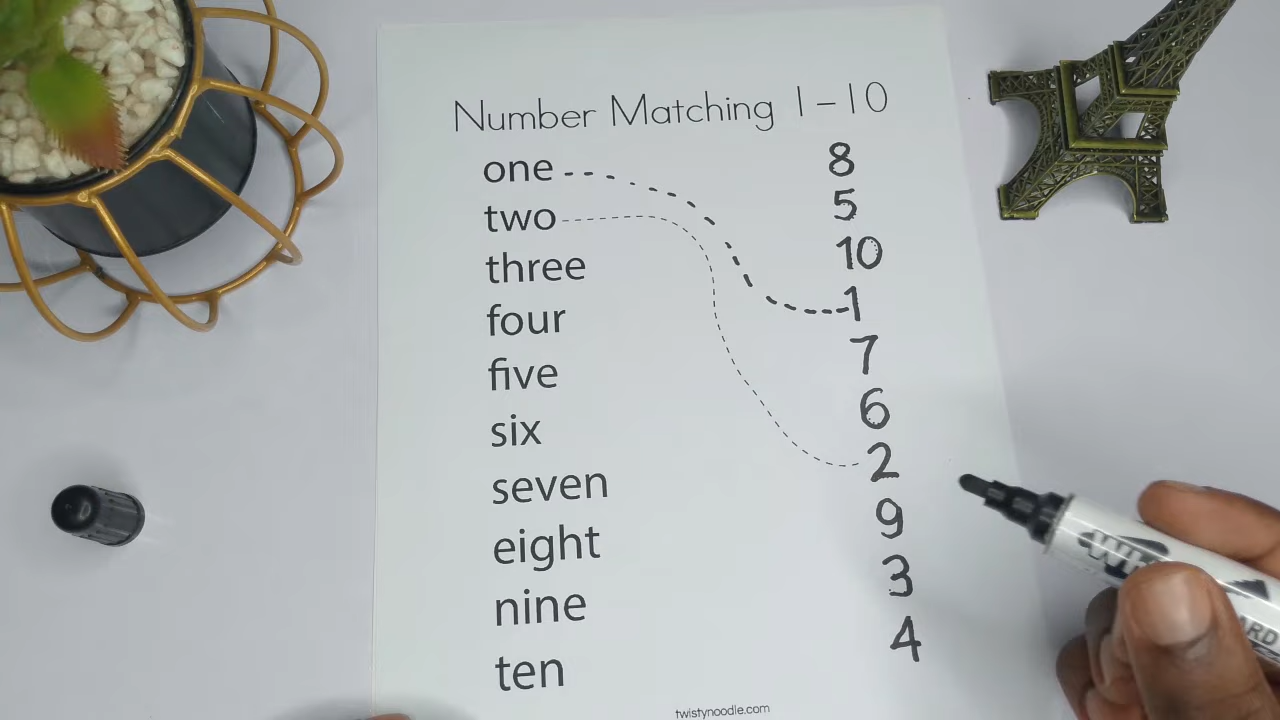 Number Matching 1-10
one 8
two 5
three 10
four 1
five 7
six 6
seven 2
eight 9
nine 3
ten 4
twistynoodle.com